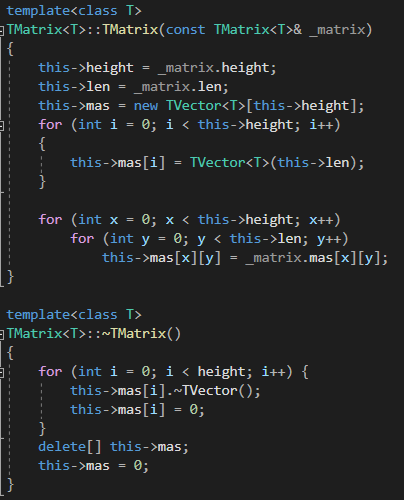 template<class T>
TMatrix<T>::TMatrix(const TMatrix<T>& _matrix)
{
    this->height = _matrix.height;
    this->len = _matrix.len;
    this->mas = new TVector<T>[this->height];
    for (int i = 0; i < this->height; i++)
    {
        this->mas[i] = TVector<T>(this->len);
    }

    for (int x = 0; x < this->height; x++)
        for (int y = 0; y < this->len; y++)
            this->mas[x][y] = _matrix.mas[x][y];
}

template<class T>
TMatrix<T>::~TMatrix()
{
    for (int i = 0; i < height; i++) {
        this->mas[i].~TVector();
        this->mas[i] = 0;
    }
    delete[] this->mas;
    this->mas = 0;
}